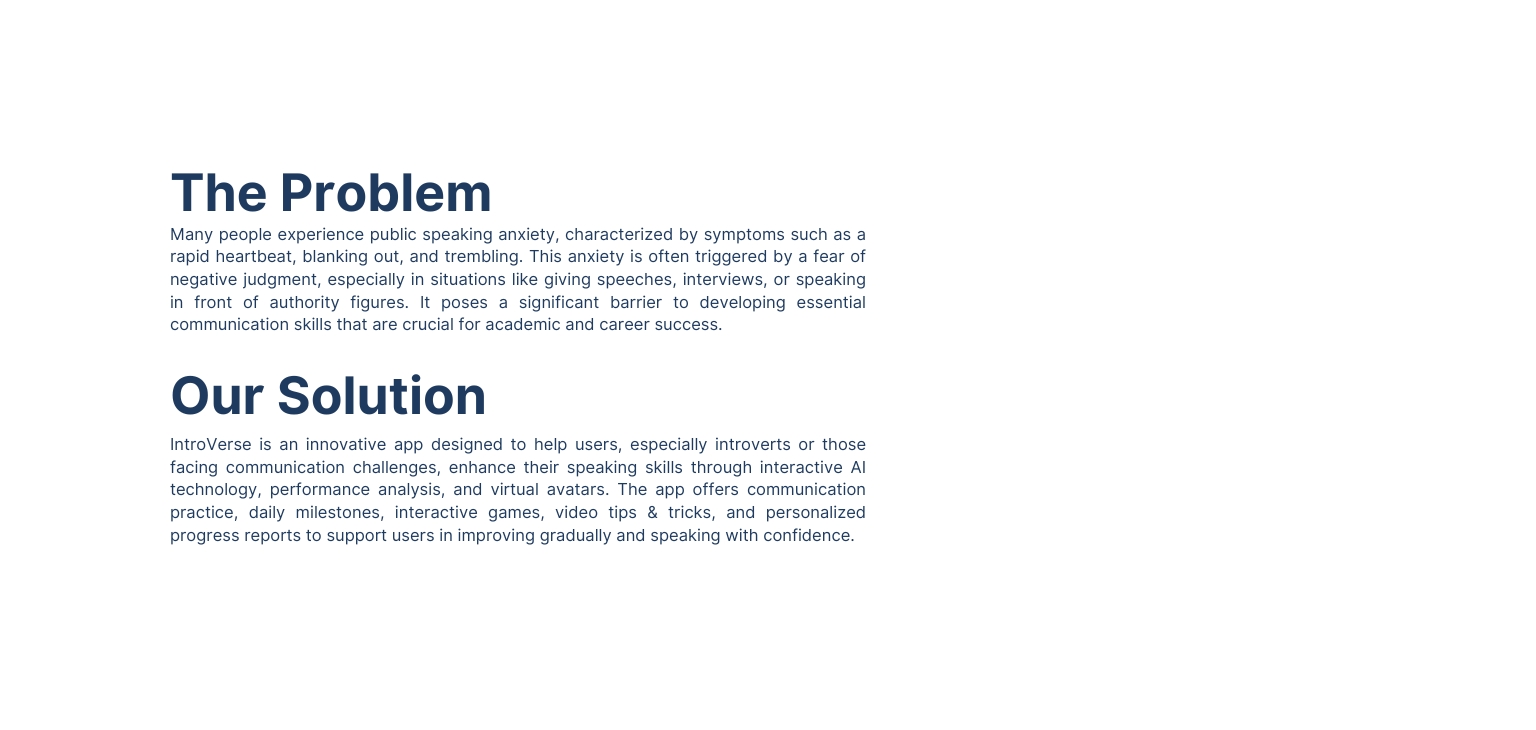 The Problem
Many people experience public speaking anxiety, characterized by symptoms such as a
rapid heartbeat, blanking out, and trembling. This anxiety is often triggered by a fear of
negative judgment, especially in situations like giving speeches, interviews, or speaking
in front of authority figures. It poses a significant barrier to developing essential
communication skills that are crucial for academic and career success.
Our Solution
IntroVerse is an innovative app designed to help users, especially introverts or those
facing communication challenges, enhance their speaking skills through interactive AI
technology, performance analysis, and virtual avatars. The app offers communication
practice, daily milestones, interactive games, video tips & tricks, and personalized
progress reports to support users in improving gradually and speaking with confidence.